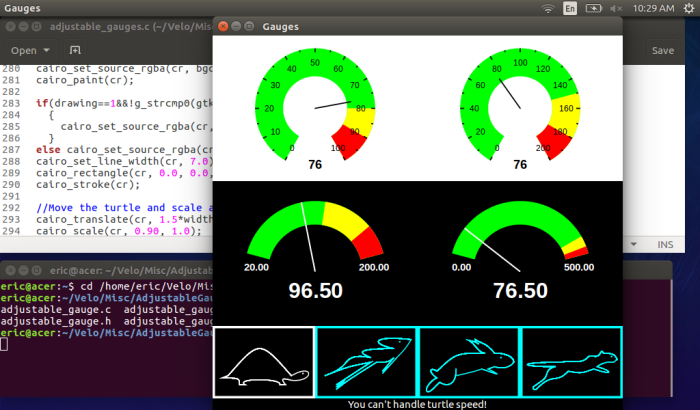 Gauges
En
10:29 AM
adjustable_gauges.c (~/Velo/Misc
Gauges
Open
Save
280 cairo_set_source_rgba(cr, bgc
281 cairo_paint(cr);
282
283 if(drawing==1&&!g_strcmp0(gtk
284 {
285 cairo_set_source_rgba(cr,
286 }
287 else cairo_set_source_rgba(cr
288 cairo_set_line_width(cr, 7.0)
289 cairo_rectangle(cr, 0.0, 0.0,
290 cairo_stroke(cr);
291
292 //Move the turtle and scale a
293 cairo_translate(cr, 1.5*width
294 cairo_scale(cr, 0.90, 1.0);
INS
0 10 20 30 40 50 60 70 80 90 100
76
0 20 40 60 80 100 120 140 160 180 200
76
20.00 200.00
96.50
0.00 500.00
76.50
eric@acer: ~/Velo/Misc/Adjustab
eric@acer:~$ cd /home/eric/Velo/Mis
eric@acer:~/Velo/Misc/AdjustableGau
adjustable_gauge.c adjustable_gaug
adjustable_gauge.h adjustable_gaug
eric@acer:~/Velo/Misc/AdjustableGau
You can't handle turtle speed!